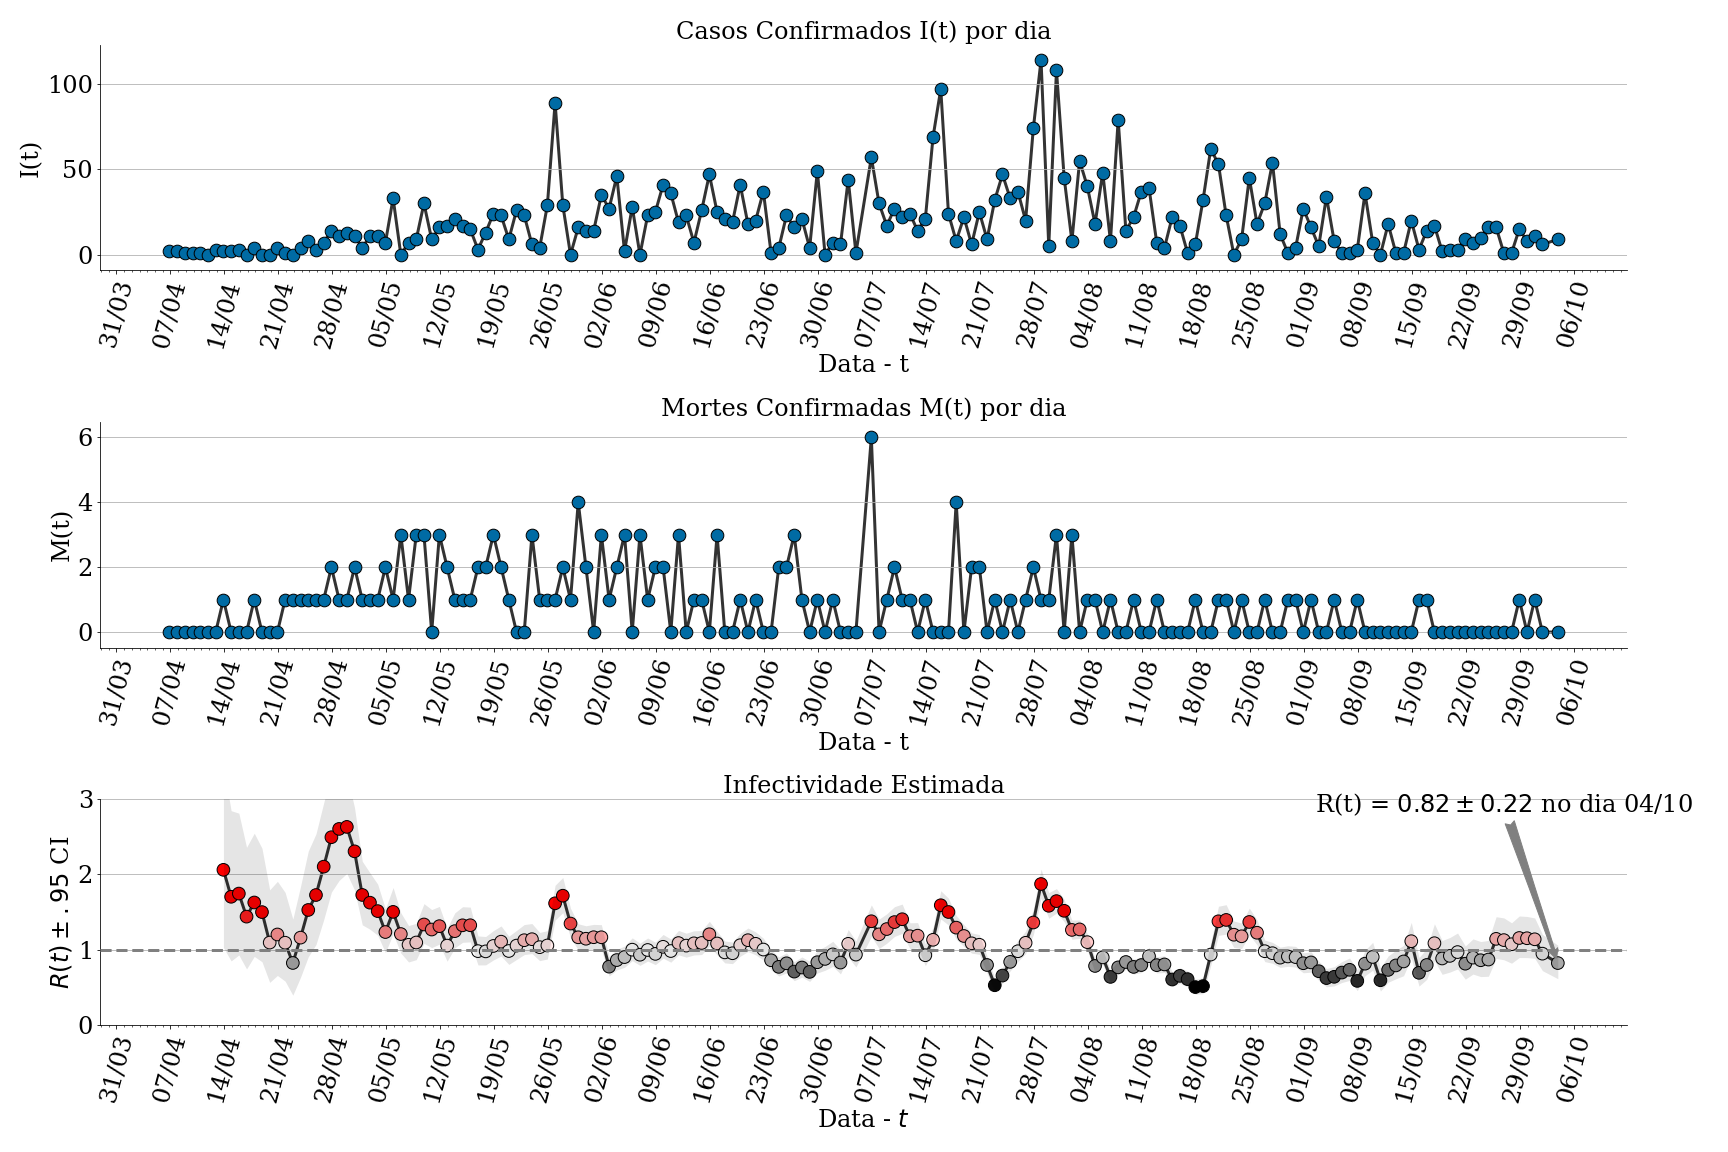 Casos Confirmados I(t) por dia
I(t)
100
50
0
31/03 07/04 14/04 21/04 28/04 05/05 12/05 19/05 26/05 02/06 09/06 16/06 23/06 30/06 07/07 14/07 21/07 28/07 04/08 11/08 18/08 25/08 01/09 08/09 15/09 22/09 29/09 06/10
Data - t
Mortes Confirmadas M(t) por dia
M(t)
6
4
2
0
31/03 07/04 14/04 21/04 28/04 05/05 12/05 19/05 26/05 02/06 09/06 16/06 23/06 30/06 07/07 14/07 21/07 28/07 04/08 11/08 18/08 25/08 01/09 08/09 15/09 22/09 29/09 06/10
Data - t
Infectividade Estimada
R(t) = 0.82 ± 0.22 no dia 04/10
R(t) ± .95 CI
3
2
1
0
31/03 07/04 14/04 21/04 28/04 05/05 12/05 19/05 26/05 02/06 09/06 16/06 23/06 30/06 07/07 14/07 21/07 28/07 04/08 11/08 18/08 25/08 01/09 08/09 15/09 22/09 29/09 06/10
Data - t